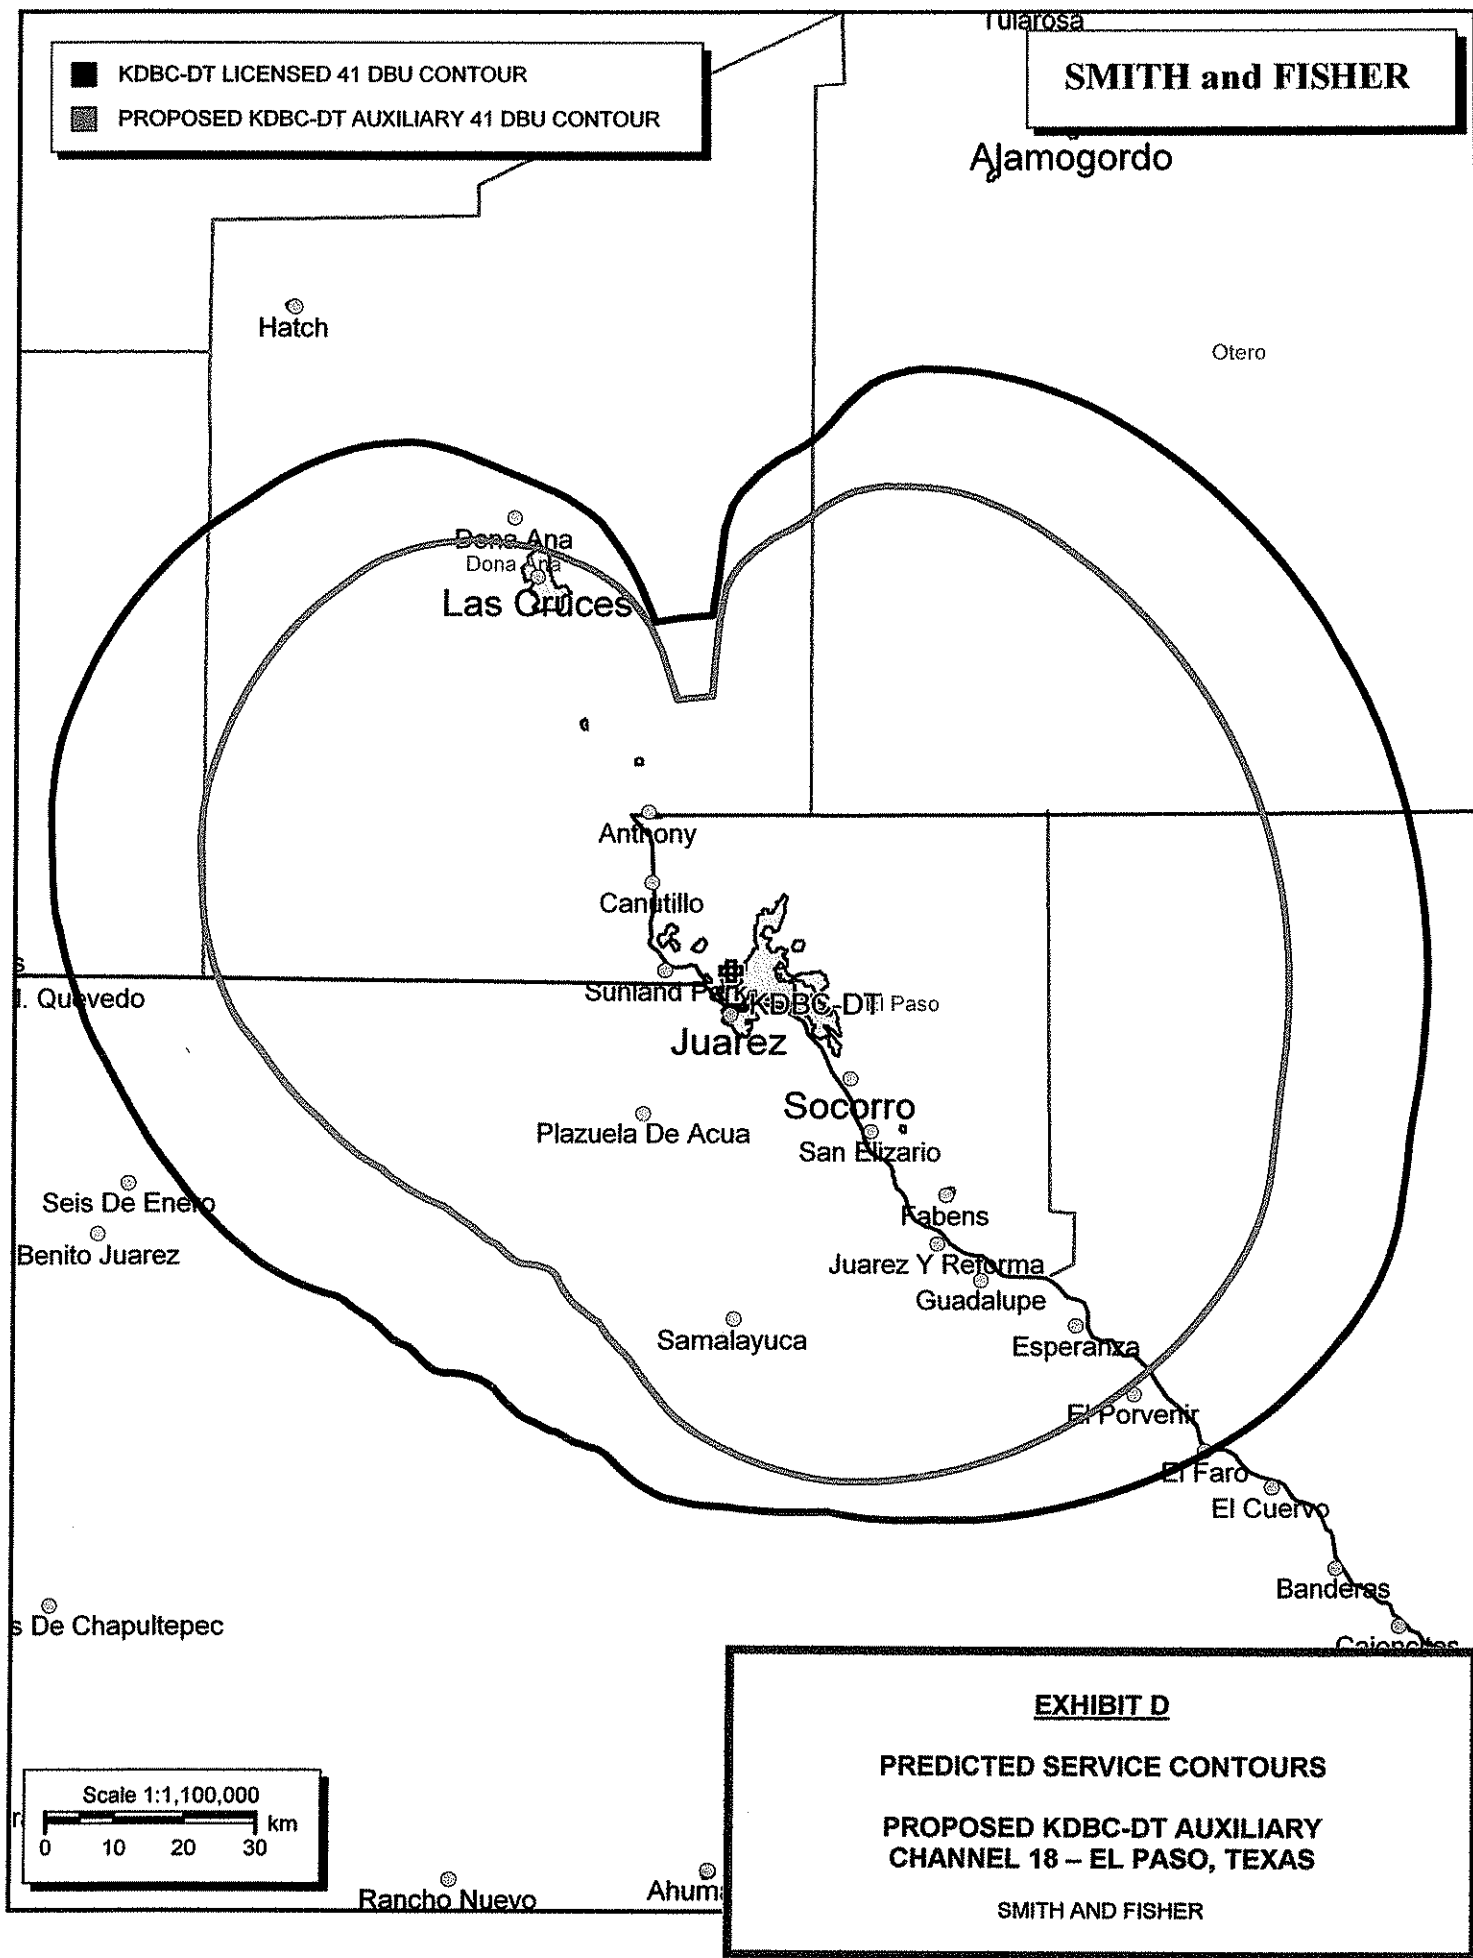 Tularosa
KDBC-DT LICENSED 41 DBU CONTOUR
PROPOSED KDBC-DT AUXILIARY 41 DBU CONTOUR
SMITH and FISHER
Alamogordo
Hatch
Otero
Dona Ana
Dona Ana
Las Cruces
Anthony
Canutillo
s
Sunland Park
I. Quevedo
KDBC-DT
El Paso
Juarez
Socorro
Plazuela De Acua
San Elizario
Seis De Enero
Fabens
Benito Juarez
Juarez Y Reforma
Guadalupe
Samalayuca
Esperanza
El Porvenir
El Faro
El Cuervo
Banderas
s De Chapultepec
Cajoncitos
EXHIBIT D
PREDICTED SERVICE CONTOURS
PROPOSED KDBC-DT AUXILIARY
CHANNEL 18 – EL PASO, TEXAS
SMITH AND FISHER
Scale 1:1,100,000
km
0 10 20 30
Rancho Nuevo
Ahuma